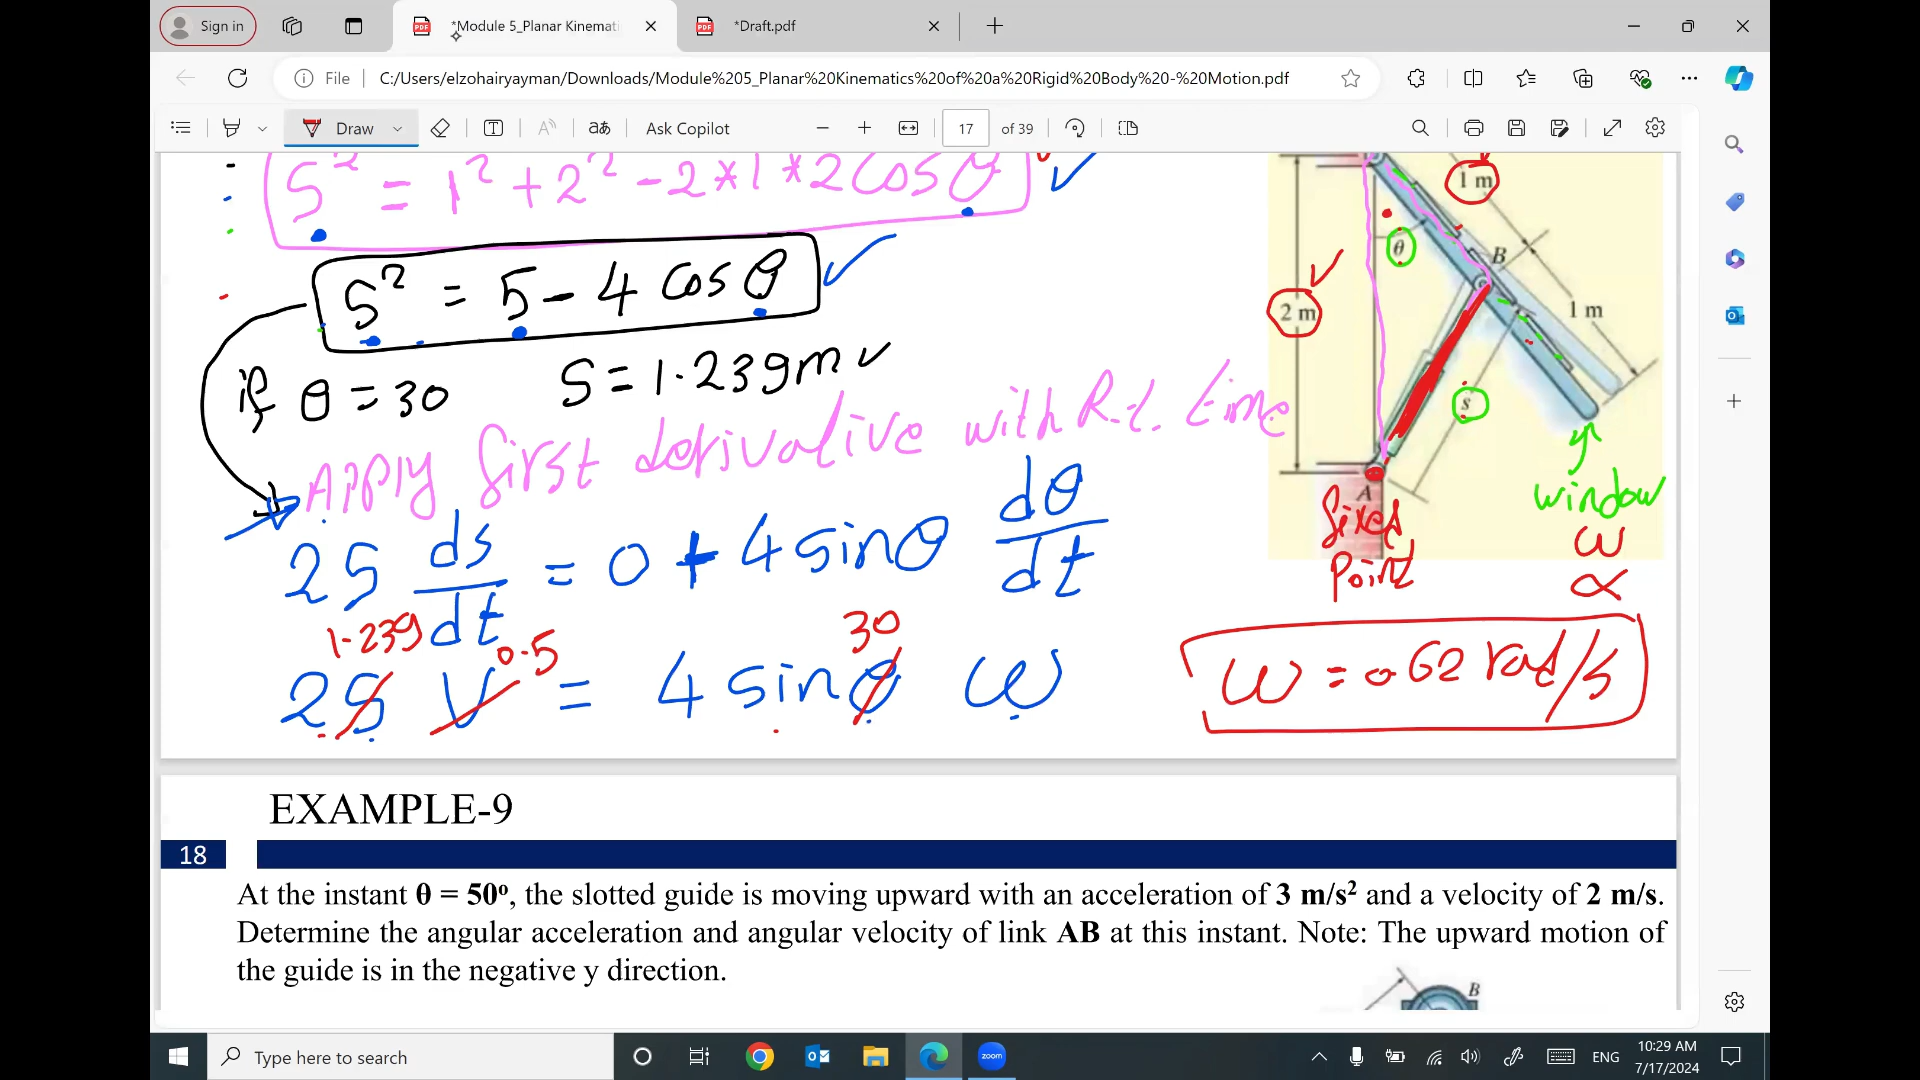 Sign in
*Module 5_Planar Kinemati
*Draft.pdf
File
C:/Users/elzohairyayman/Downloads/Module%205_Planar%20Kinematics%20of%20a%20Rigid%20Body%20-%20Motion.pdf
Draw
Ask Copilot
17 of 39
S² = 1² + 2² - 2*1*2 cos θ
S² = 5 - 4 cos θ
if θ = 30 S = 1.239 m
Apply first derivative with R.t. time
2S ds/dt = 0 + 4 sin θ dθ/dt
1.239 0.5 30
2S V = 4 sin θ ω
ω = 0.62 rad/s
1 m
θ
B
2 m
1 m
s
A
fixed
point
window
ω
α
EXAMPLE-9
18
At the instant θ = 50º, the slotted guide is moving upward with an acceleration of 3 m/s² and a velocity of 2 m/s.
Determine the angular acceleration and angular velocity of link AB at this instant. Note: The upward motion of
the guide is in the negative y direction.
B
Type here to search
zoom
ENG
10:29 AM
7/17/2024